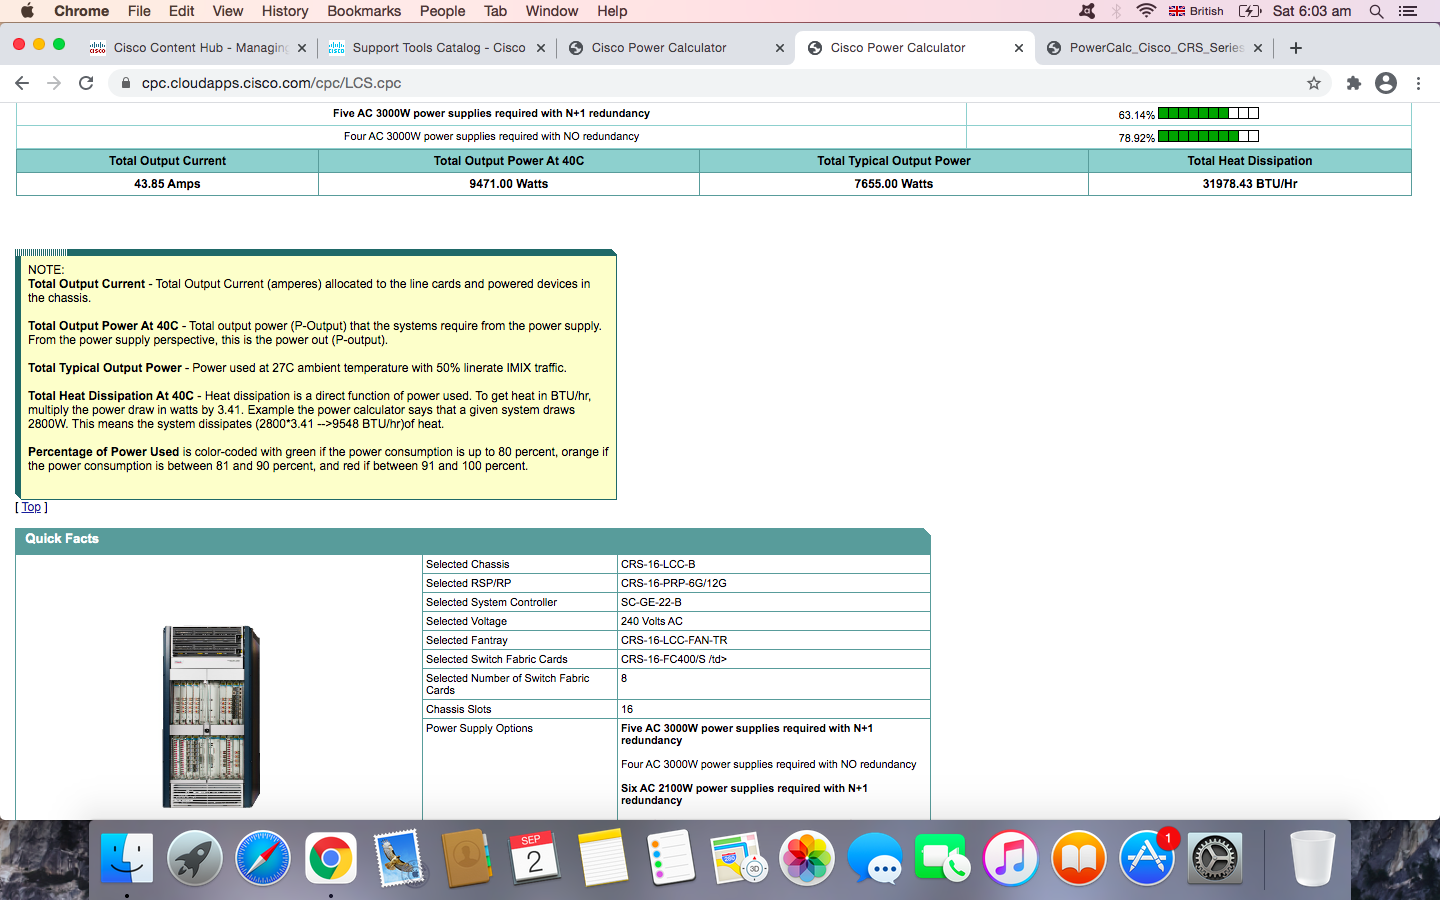 Chrome File Edit View History Bookmarks People Tab Window Help British Sat 6:03 am
Cisco Content Hub - Managing Support Tools Catalog - Cisco Cisco Power Calculator Cisco Power Calculator PowerCalc_Cisco_CRS_Series
cpc.cloudapps.cisco.com/cpc/LCS.cpc
Five AC 3000W power supplies required with N+1 redundancy 63.14%
Four AC 3000W power supplies required with NO redundancy 78.92%
Total Output Current Total Output Power At 40C Total Typical Output Power Total Heat Dissipation
43.85 Amps 9471.00 Watts 7655.00 Watts 31978.43 BTU/Hr
NOTE:
Total Output Current - Total Output Current (amperes) allocated to the line cards and powered devices in
the chassis.
Total Output Power At 40C - Total output power (P-Output) that the systems require from the power supply.
From the power supply perspective, this is the power out (P-output).
Total Typical Output Power - Power used at 27C ambient temperature with 50% linerate IMIX traffic.
Total Heat Dissipation At 40C - Heat dissipation is a direct function of power used. To get heat in BTU/hr,
multiply the power draw in watts by 3.41. Example the power calculator says that a given system draws
2800W. This means the system dissipates (2800*3.41 -->9548 BTU/hr)of heat.
Percentage of Power Used is color-coded with green if the power consumption is up to 80 percent, orange if
the power consumption is between 81 and 90 percent, and red if between 91 and 100 percent.
[ Top ]
Quick Facts
Selected Chassis CRS-16-LCC-B
Selected RSP/RP CRS-16-PRP-6G/12G
Selected System Controller SC-GE-22-B
Selected Voltage 240 Volts AC
Selected Fantray CRS-16-LCC-FAN-TR
Selected Switch Fabric Cards CRS-16-FC400/S /td>
Selected Number of Switch Fabric 8
Cards
Chassis Slots 16
Power Supply Options Five AC 3000W power supplies required with N+1
redundancy
Four AC 3000W power supplies required with NO redundancy
Six AC 2100W power supplies required with N+1
redundancy
SEP
2
280
3D
1